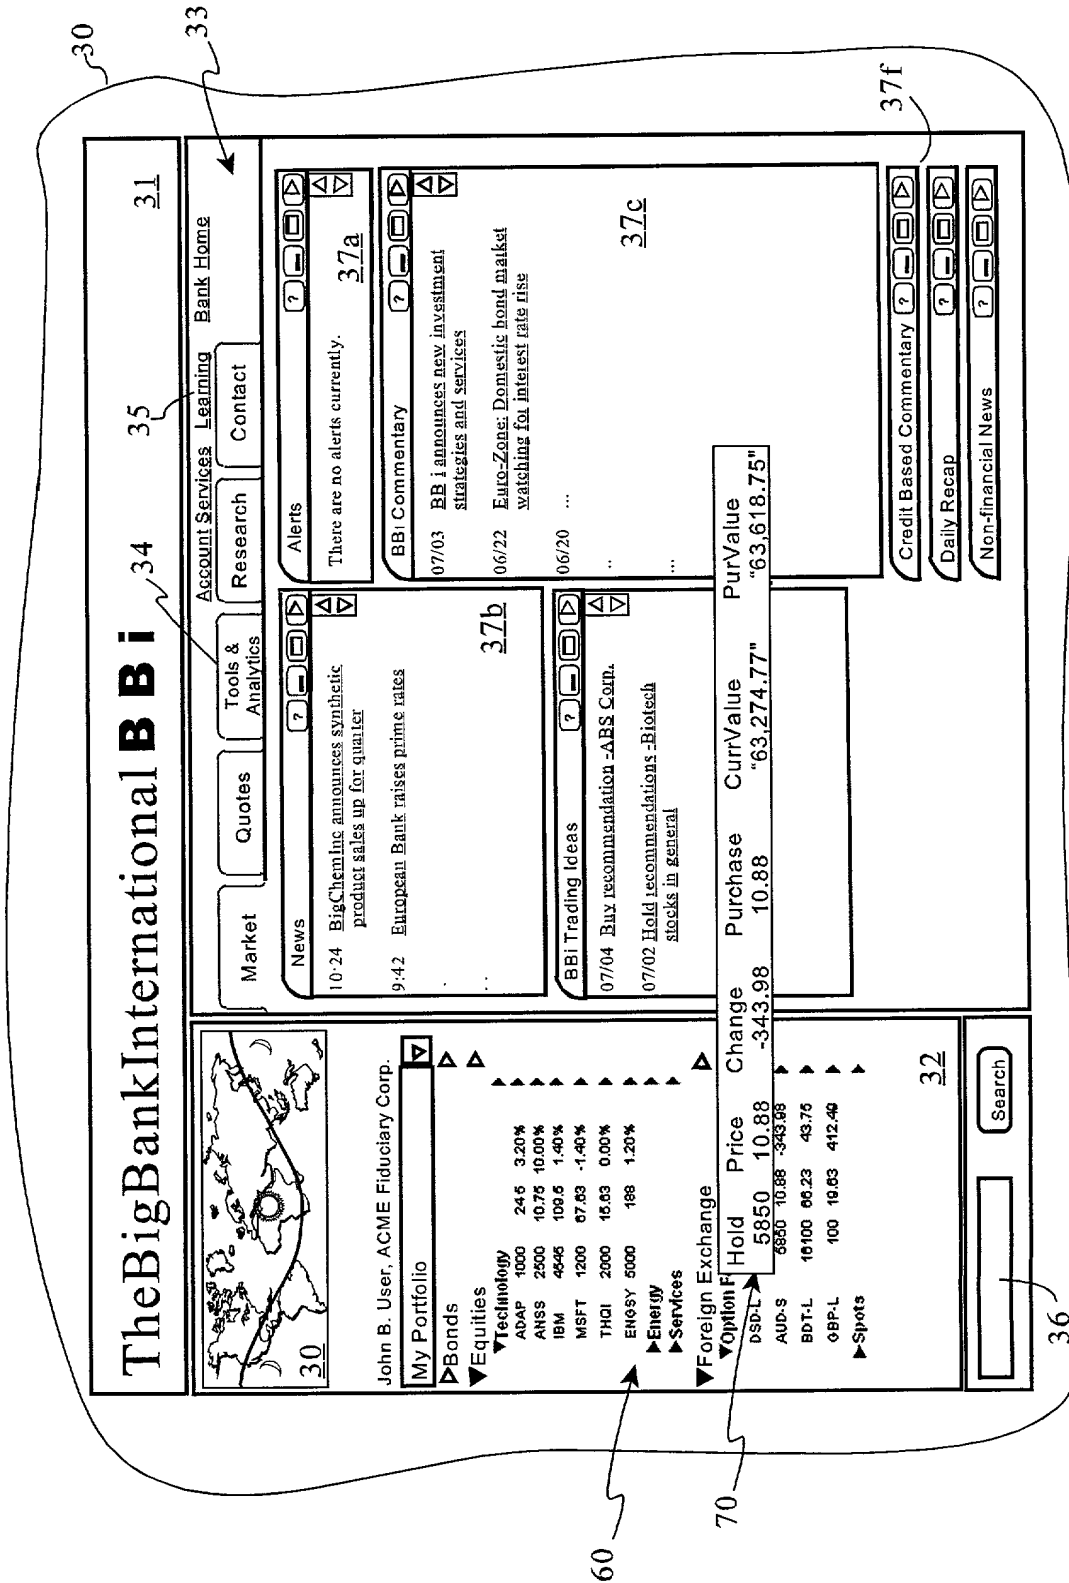 30
TheBigBankInternational B B i
31
33
34
35
Account Services Learning Bank Home
Market
Quotes
Tools &
Analytics
Research
Contact
30
John B. User, ACME Fiduciary Corp.
My Portfolio
Bonds
Equities
Technology
ADAP 1000 24.5 3.20%
ANSS 2500 10.75 10.00%
IBM 4545 109.5 1.40%
MSFT 1200 67.63 -1.40%
THQI 2000 15.63 0.00%
ENGSY 5000 188 1.20%
Energy
Services
Foreign Exchange
Option F
DSD-L
AUD-S 5850 10.88 -343.98
BDT-L 16100 66.23 43.75
GBP-L 100 19.63 412.49
Spots
32
Search
36
60
70
Hold Price Change Purchase CurrValue PurValue
5850 10.88 -343.98 10.88 "63,274.77" "63,618.75"
News
?
10:24 BigChemInc announces synthetic
product sales up for quarter
9:42 European Bank raises prime rates
.
. .
37b
BBi Trading Ideas
?
07/04 Buy recommendation -ABS Corp.
07/02 Hold recommendations -Biotech
stocks in general
Alerts
?
There are no alerts currently.
37a
BBi Commentary
?
07/03 BB i announces new investment
strategies and services
06/22 Euro-Zone: Domestic bond market
watching for interest rate rise
06/20 ...
..
...
37c
Credit Based Commentary ?
37f
Daily Recap ?
Non-financial News ?